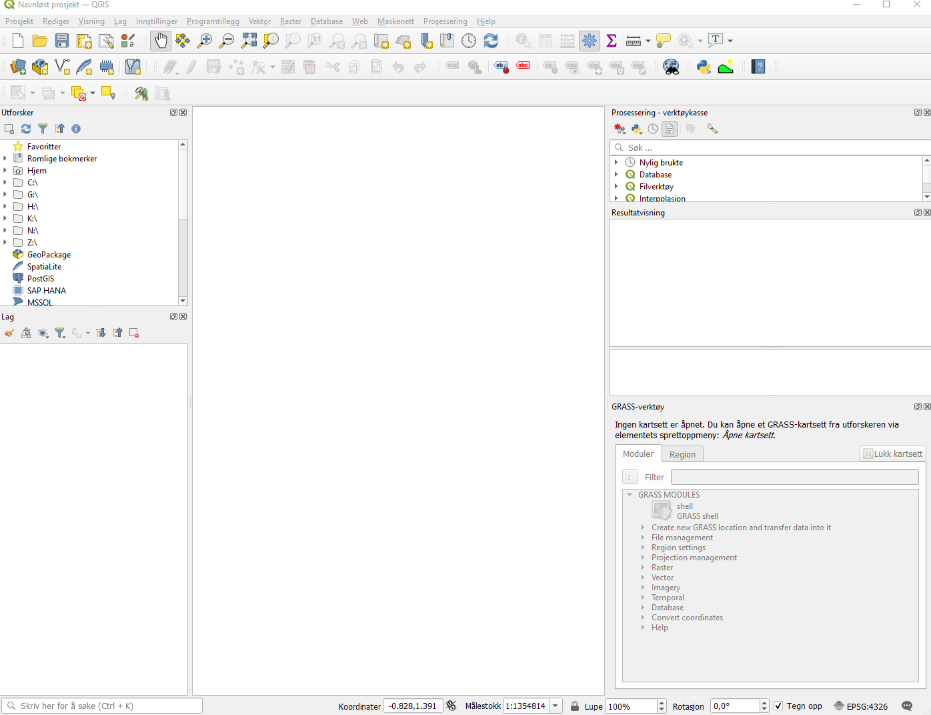 Navnløst prosjekt — QGIS
Prosjekt Rediger Visning Lag Innstillinger Programtillegg Vektor Raster Database Web Maskenett Prosessering Hjelp
Utforsker
Favoritter
Romlige bokmerker
Hjem
C:\
G:\
H:\
K:\
N:\
Z:\
GeoPackage
SpatiaLite
PostGIS
SAP HANA
MSSQL
Lag
Prosessering - verktøykasse
Søk ...
Nylig brukte
Database
Filverktøy
Interpolasjon
Resultatvisning
GRASS-verktøy
Ingen kartsett er åpnet. Du kan åpne et GRASS-kartsett fra utforskeren via
elementets sprettoppmeny: Åpne kartsett.
Moduler Region Lukk kartsett
Filter
GRASS MODULES
shell
GRASS shell
Create new GRASS location and transfer data into it
File management
Region settings
Projection management
Raster
Vector
Imagery
Temporal
Database
Convert coordinates
Help
Skriv her for å søke (Ctrl + K) Koordinater -0.828,1.391 Målestokk 1:1354814 Lupe 100% Rotasjon 0,0° Tegn opp EPSG:4326